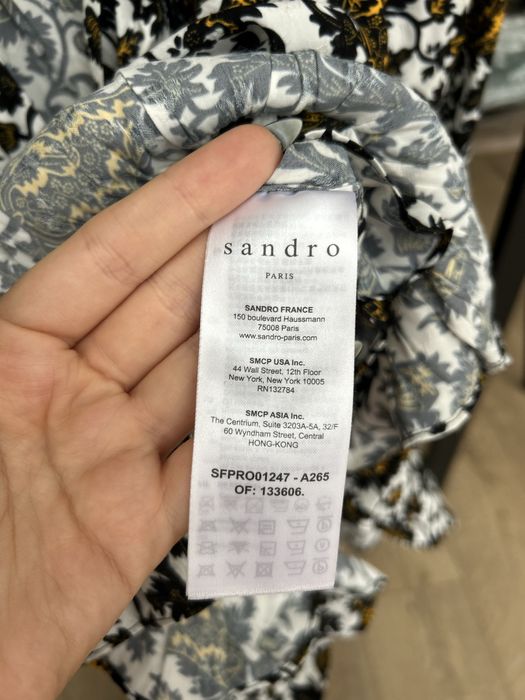 sandro
PARIS
SANDRO FRANCE
150 boulevard Haussmann
75008 Paris
www.sandro-paris.com
SMCP USA Inc.
44 Wall Street, 12th Floor
New York, New York 10005
RN132784
SMCP ASIA Inc.
The Centrium, Suite 3203A-5A, 32/F
60 Wyndham Street, Central
HONG-KONG
SFPRO01247 - A265
OF: 133606.